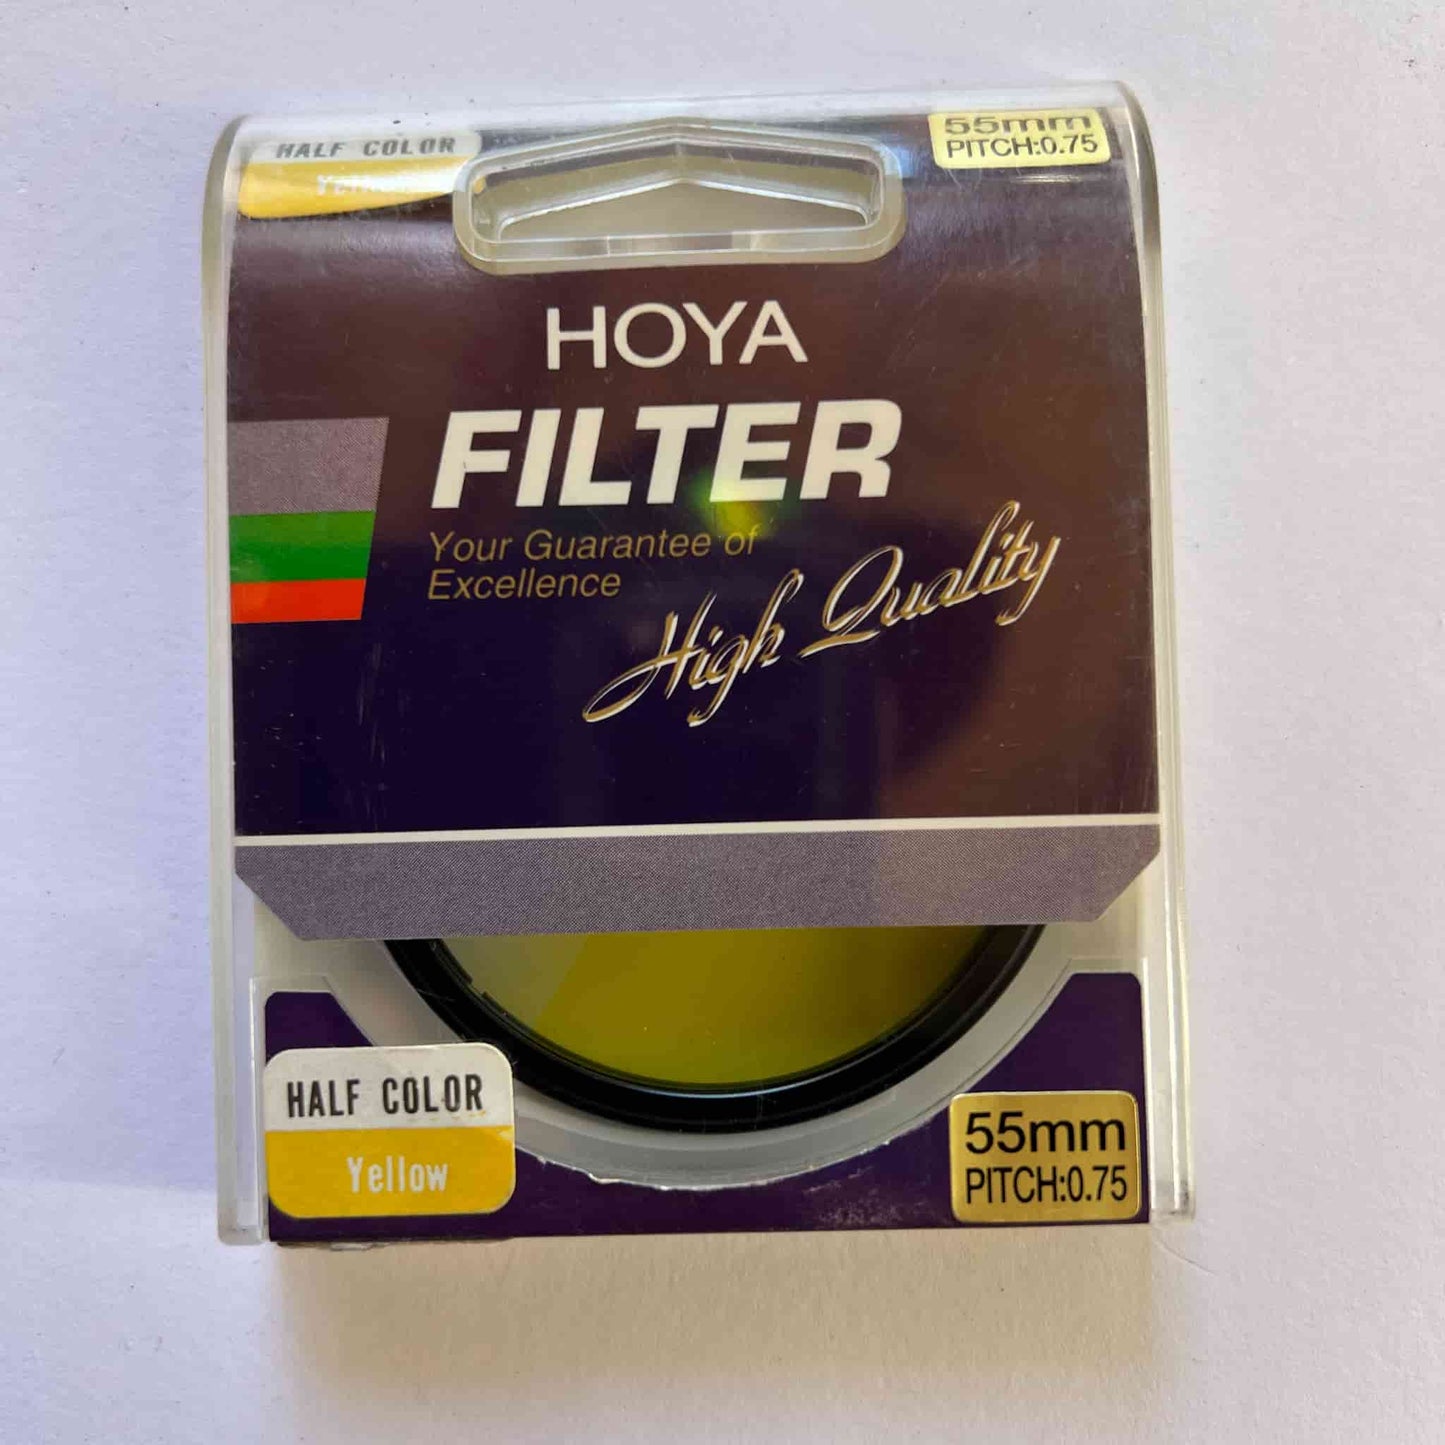 HALF COLOR
Yellow
55mm
PITCH:0.75
HOYA
FILTER
Your Guarantee of
Excellence
High Quality
HALF COLOR
Yellow
55mm
PITCH:0.75